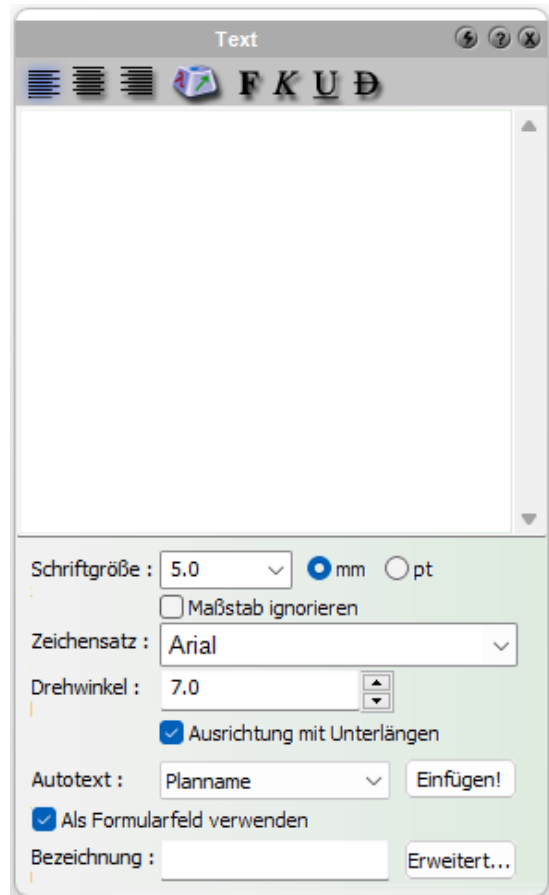 Text
F K U D
Schriftgröße : 5.0 mm pt
Maßstab ignorieren
Zeichensatz : Arial
Drehwinkel : 7.0
Ausrichtung mit Unterlängen
Autotext : Planname Einfügen!
Als Formularfeld verwenden
Bezeichnung : Erweitert...